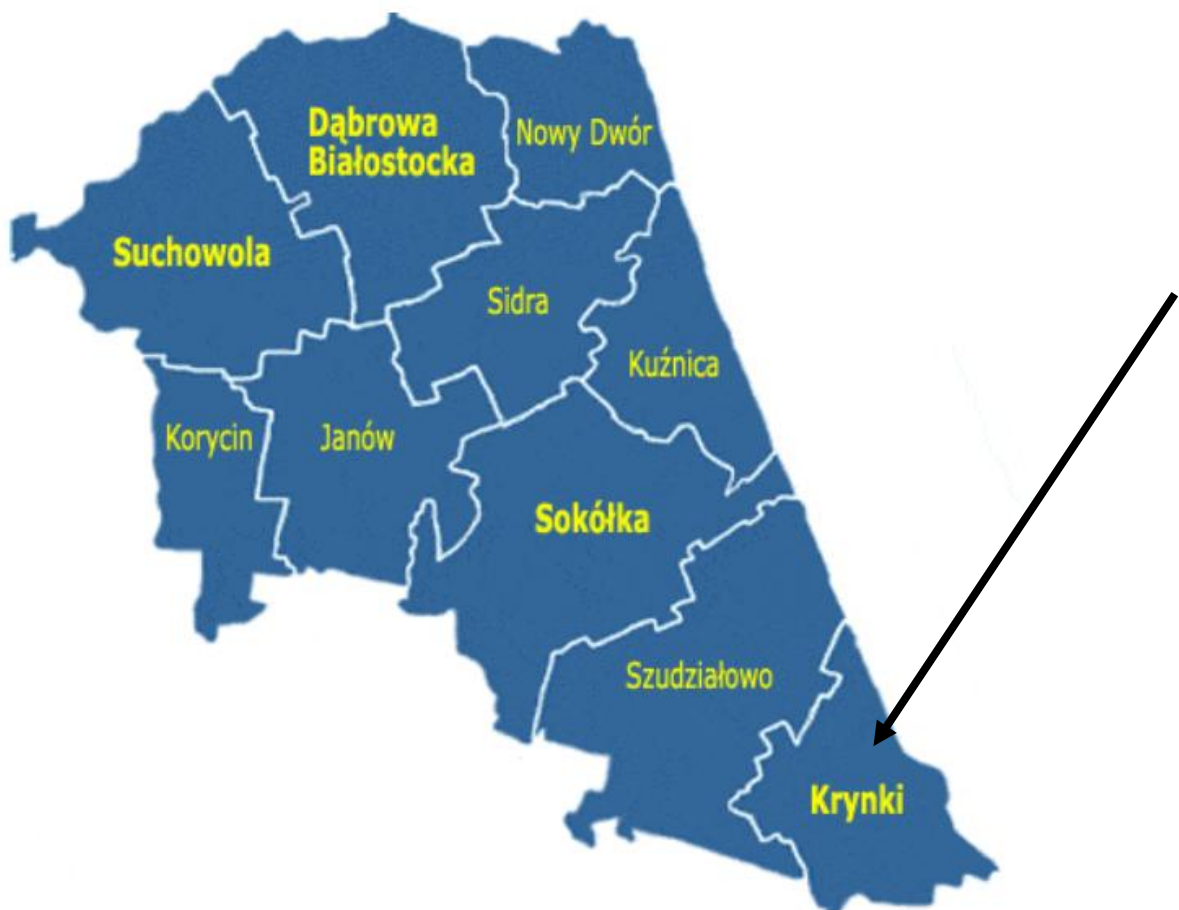 Dąbrowa
Białostocka
Nowy Dwór
Suchowola
Sidra
Kuźnica
Korycin
Janów
Sokółka
Szudziałowo
Krynki